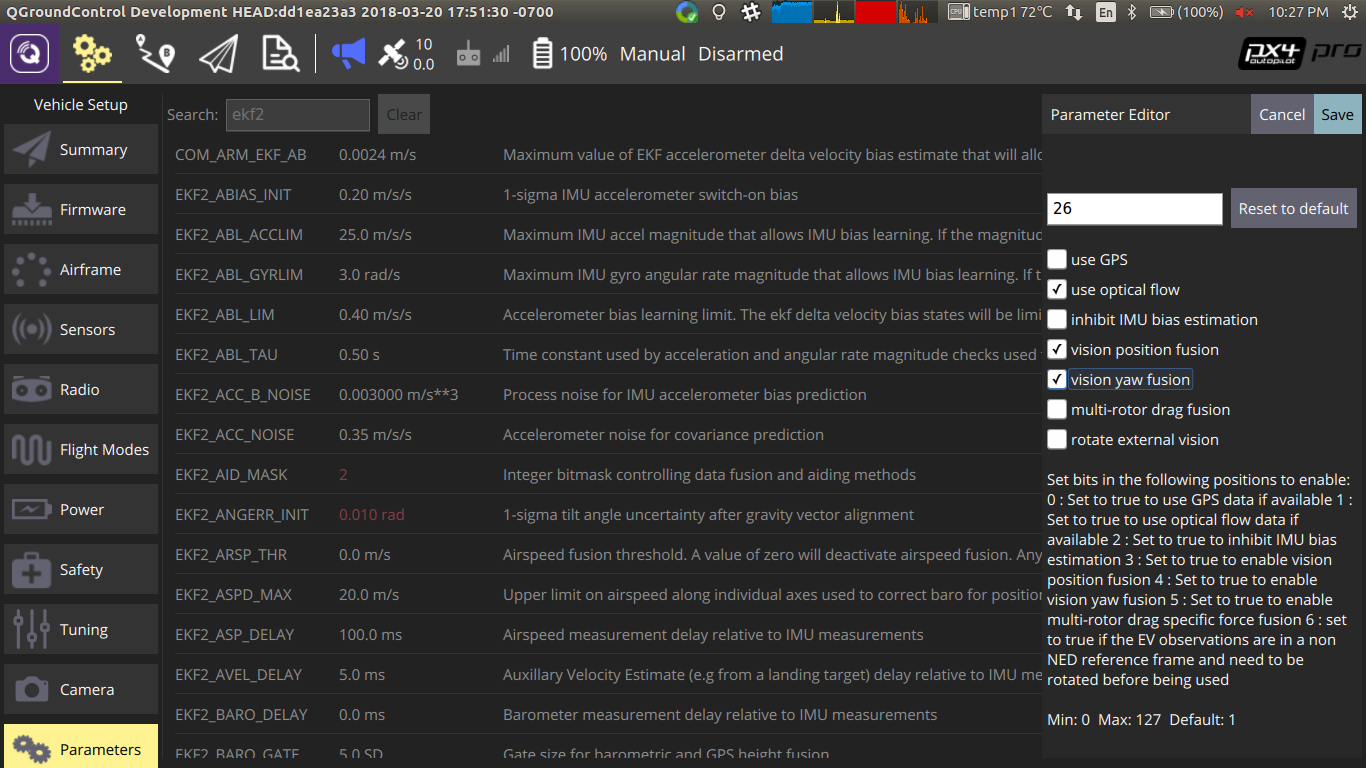 QGroundControl Development HEAD:dd1ea23a3 2018-03-20 17:51:30 -0700
temp1 72°C En (100%) 10:27 PM
10
0.0
100% Manual Disarmed
px4 pro
autopilot
Vehicle Setup
Summary
Firmware
Airframe
Sensors
Radio
Flight Modes
Power
Safety
Tuning
Camera
Parameters
Search: ekf2 Clear
COM_ARM_EKF_AB 0.0024 m/s Maximum value of EKF accelerometer delta velocity bias estimate that will allo
EKF2_ABIAS_INIT 0.20 m/s/s 1-sigma IMU accelerometer switch-on bias
EKF2_ABL_ACCLIM 25.0 m/s/s Maximum IMU accel magnitude that allows IMU bias learning. If the magnitud
EKF2_ABL_GYRLIM 3.0 rad/s Maximum IMU gyro angular rate magnitude that allows IMU bias learning. If t
EKF2_ABL_LIM 0.40 m/s/s Accelerometer bias learning limit. The ekf delta velocity bias states will be limi
EKF2_ABL_TAU 0.50 s Time constant used by acceleration and angular rate magnitude checks used
EKF2_ACC_B_NOISE 0.003000 m/s**3 Process noise for IMU accelerometer bias prediction
EKF2_ACC_NOISE 0.35 m/s/s Accelerometer noise for covariance prediction
EKF2_AID_MASK 2 Integer bitmask controlling data fusion and aiding methods
EKF2_ANGERR_INIT 0.010 rad 1-sigma tilt angle uncertainty after gravity vector alignment
EKF2_ARSP_THR 0.0 m/s Airspeed fusion threshold. A value of zero will deactivate airspeed fusion. Any
EKF2_ASPD_MAX 20.0 m/s Upper limit on airspeed along individual axes used to correct baro for position
EKF2_ASP_DELAY 100.0 ms Airspeed measurement delay relative to IMU measurements
EKF2_AVEL_DELAY 5.0 ms Auxillary Velocity Estimate (e.g from a landing target) delay relative to IMU me
EKF2_BARO_DELAY 0.0 ms Barometer measurement delay relative to IMU measurements
EKF2_BARO_GATE 5.0 SD Gate size for barometric and GPS height fusion
Parameter Editor Cancel Save
26 Reset to default
use GPS
use optical flow
inhibit IMU bias estimation
vision position fusion
vision yaw fusion
multi-rotor drag fusion
rotate external vision
Set bits in the following positions to enable:
0 : Set to true to use GPS data if available 1 :
Set to true to use optical flow data if
available 2 : Set to true to inhibit IMU bias
estimation 3 : Set to true to enable vision
position fusion 4 : Set to true to enable
vision yaw fusion 5 : Set to true to enable
multi-rotor drag specific force fusion 6 : set
to true if the EV observations are in a non
NED reference frame and need to be
rotated before being used
Min: 0 Max: 127 Default: 1